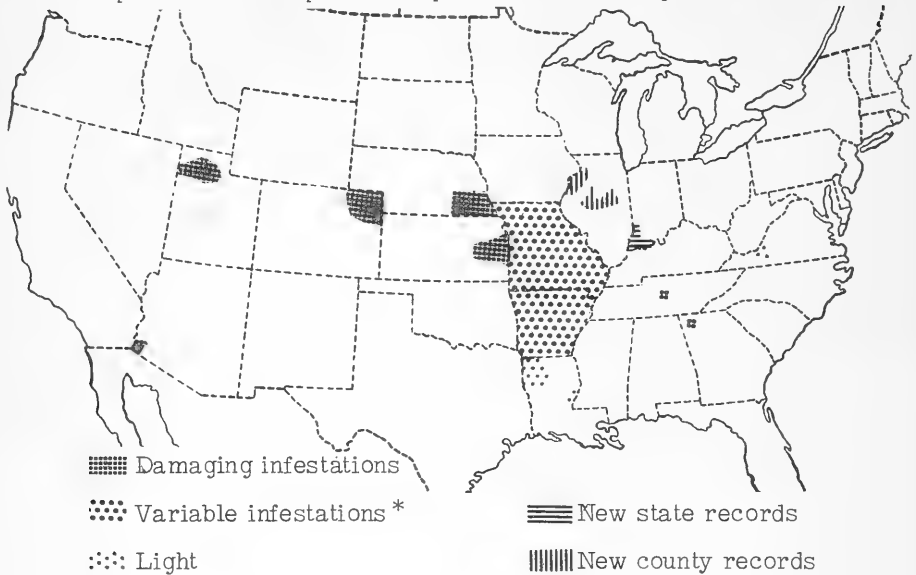 Damaging infestations
Variable infestations *
Light
New state records
New county records